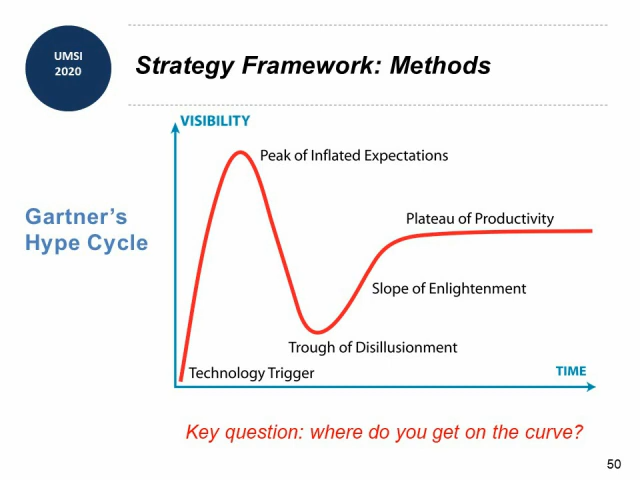 UMSI
2020
Strategy Framework: Methods
VISIBILITY
Peak of Inflated Expectations
Gartner’s
Hype Cycle
Plateau of Productivity
Slope of Enlightenment
Trough of Disillusionment
Technology Trigger
TIME
Key question: where do you get on the curve?
50